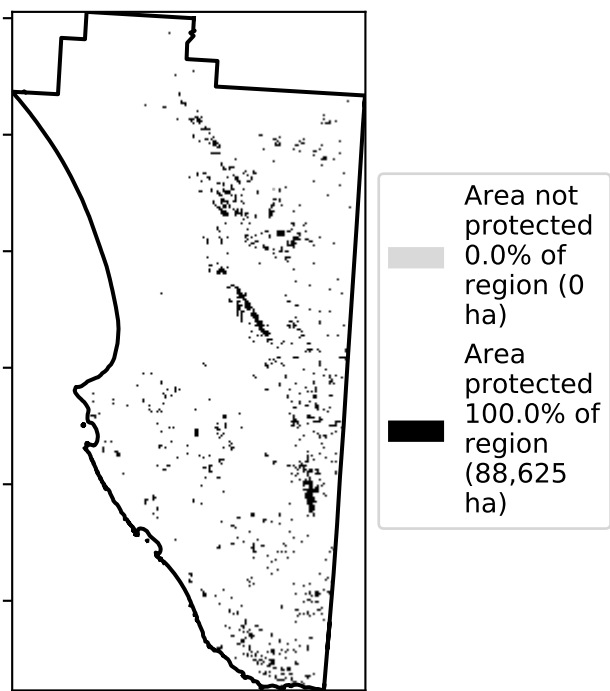 Area not
protected
0.0% of
region (0
ha)
Area
protected
100.0% of
region
(88,625
ha)